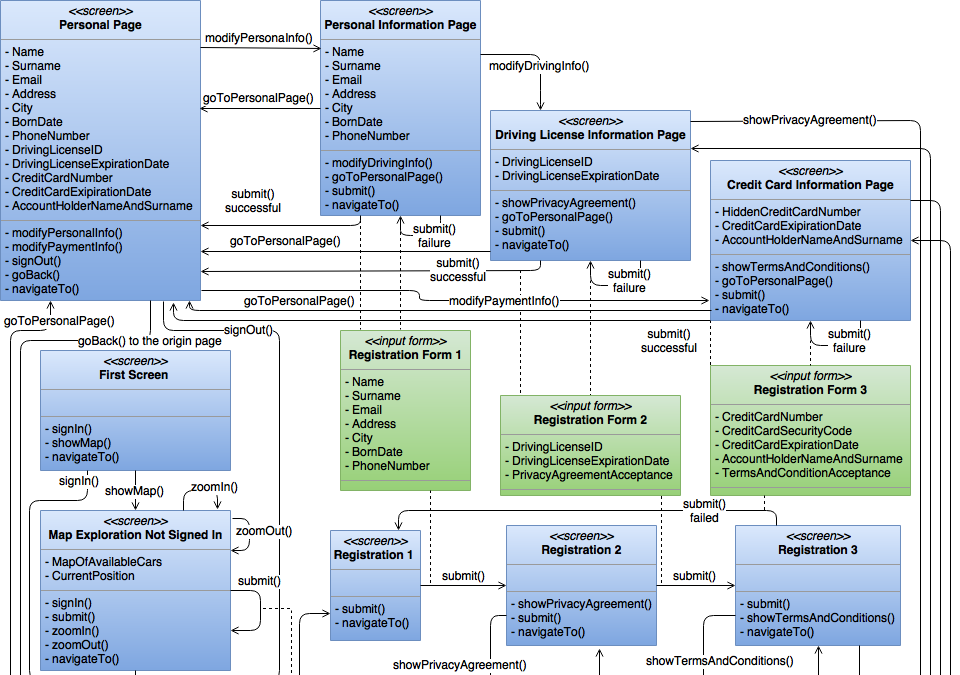 <<screen>>
Personal Page
- Name
- Surname
- Email
- Address
- City
- BornDate
- PhoneNumber
- DrivingLicenseID
- DrivingLicenseExpirationDate
- CreditCardNumber
- CreditCardExipirationDate
- AccountHolderNameAndSurname
- modifyPersonalInfo()
- modifyPaymentInfo()
- signOut()
- goBack()
- navigateTo()
modifyPersonaInfo()
goToPersonalPage()
<<screen>>
Personal Information Page
- Name
- Surname
- Email
- Address
- City
- BornDate
- PhoneNumber
- modifyDrivingInfo()
- goToPersonalPage()
- submit()
- navigateTo()
modifyDrivingInfo()
submit()
successful
submit()
failure
<<screen>>
Driving License Information Page
- DrivingLicenseID
- DrivingLicenseExpirationDate
- showPrivacyAgreement()
- goToPersonalPage()
- submit()
- navigateTo()
showPrivacyAgreement()
goToPersonalPage()
submit()
successful
submit()
failure
<<screen>>
Credit Card Information Page
- HiddenCreditCardNumber
- CreditCardExpirationDate
- AccountHolderNameAndSurname
- showTermsAndConditions()
- goToPersonalPage()
- submit()
- navigateTo()
goToPersonalPage()
modifyPaymentInfo()
submit()
successful
submit()
failure
goToPersonalPage()
signOut()
goBack() to the origin page
<<screen>>
First Screen
- signIn()
- showMap()
- navigateTo()
<<input form>>
Registration Form 1
- Name
- Surname
- Email
- Address
- City
- BornDate
- PhoneNumber
<<input form>>
Registration Form 2
- DrivingLicenseID
- DrivingLicenseExpirationDate
- PrivacyAgreementAcceptance
<<input form>>
Registration Form 3
- CreditCardNumber
- CreditCardSecurityCode
- CreditCardExpirationDate
- AccountHolderNameAndSurname
- TermsAndConditionAcceptance
signIn()
showMap()
zoomIn()
<<screen>>
Map Exploration Not Signed In
- MapOfAvailableCars
- CurrentPosition
- signIn()
- submit()
- zoomIn()
- zoomOut()
- navigateTo()
zoomOut()
submit()
submit()
failed
<<screen>>
Registration 1
- submit()
- navigateTo()
submit()
<<screen>>
Registration 2
- showPrivacyAgreement()
- submit()
- navigateTo()
submit()
<<screen>>
Registration 3
- submit()
- showTermsAndConditions()
- navigateTo()
showPrivacyAgreement()
showTermsAndConditions()